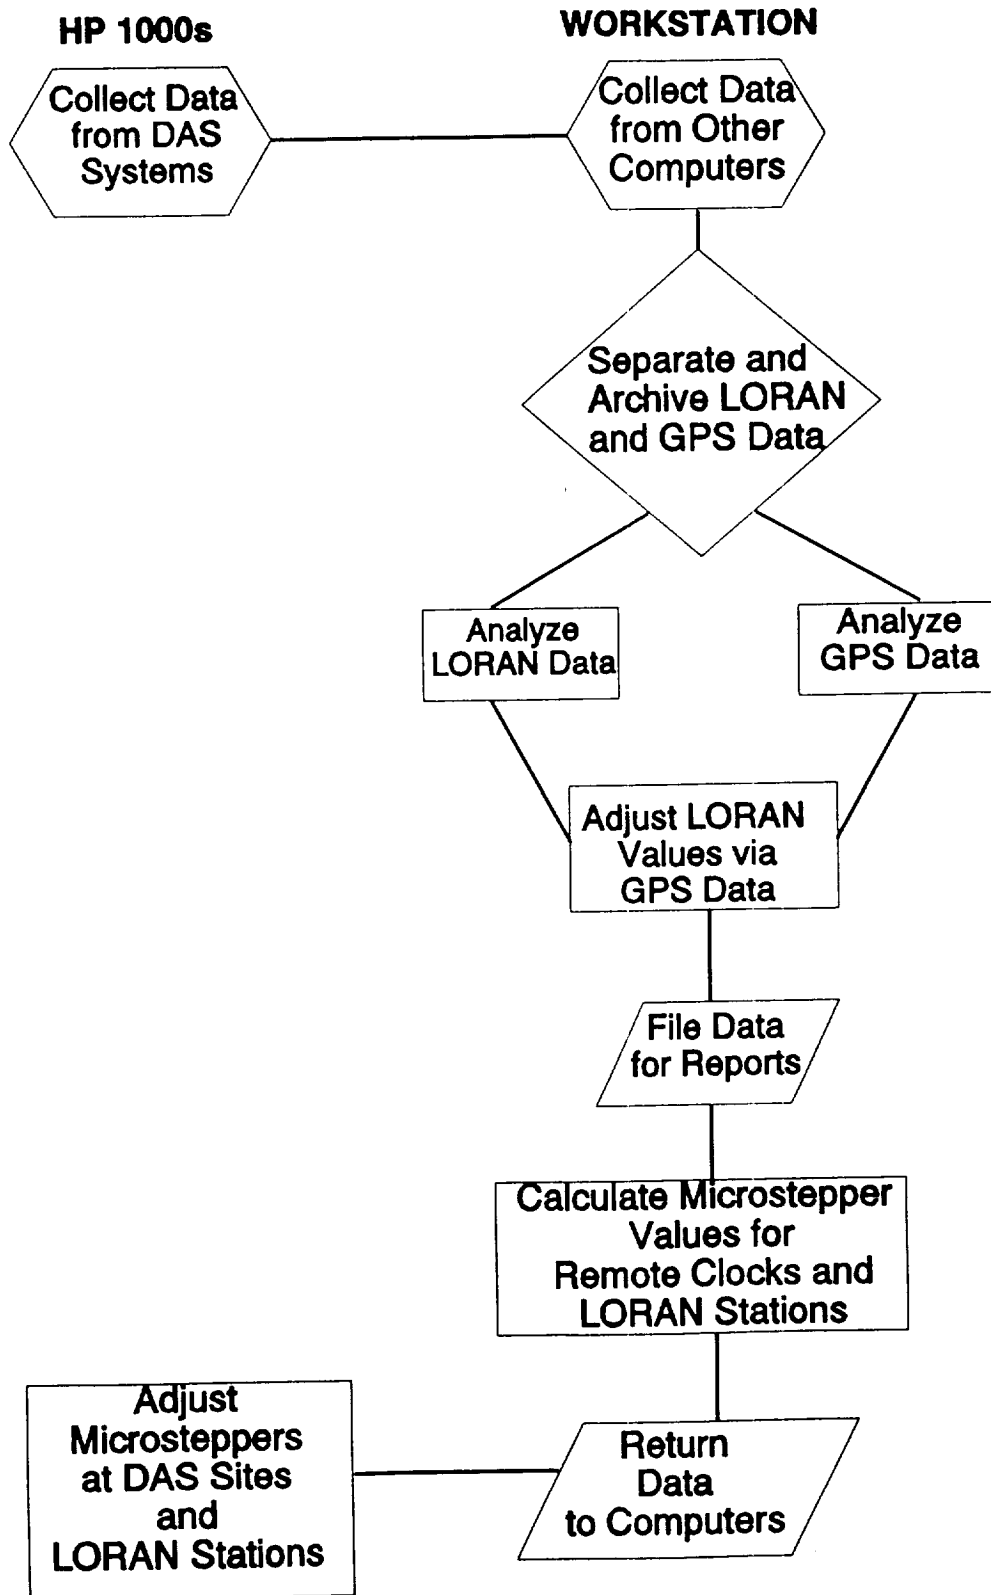 HP 1000s
WORKSTATION
Collect Data
from DAS
Systems
Collect Data
from Other
Computers
Separate and
Archive LORAN
and GPS Data
Analyze
LORAN Data
Analyze
GPS Data
Adjust LORAN
Values via
GPS Data
File Data
for Reports
Calculate Microstepper
Values for
Remote Clocks and
LORAN Stations
Adjust
Microsteppers
at DAS Sites
and
LORAN Stations
Return
Data
to Computers